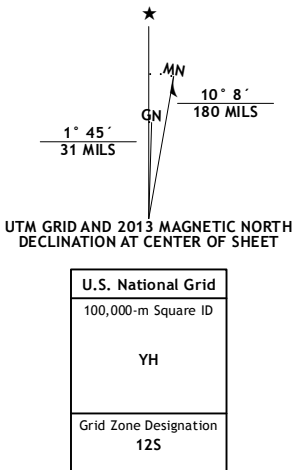 MN
10° 8´
180 MILS
GN
1° 45´
31 MILS
UTM GRID AND 2013 MAGNETIC NORTH
DECLINATION AT CENTER OF SHEET
U.S. National Grid
100,000-m Square ID
YH
Grid Zone Designation
12S